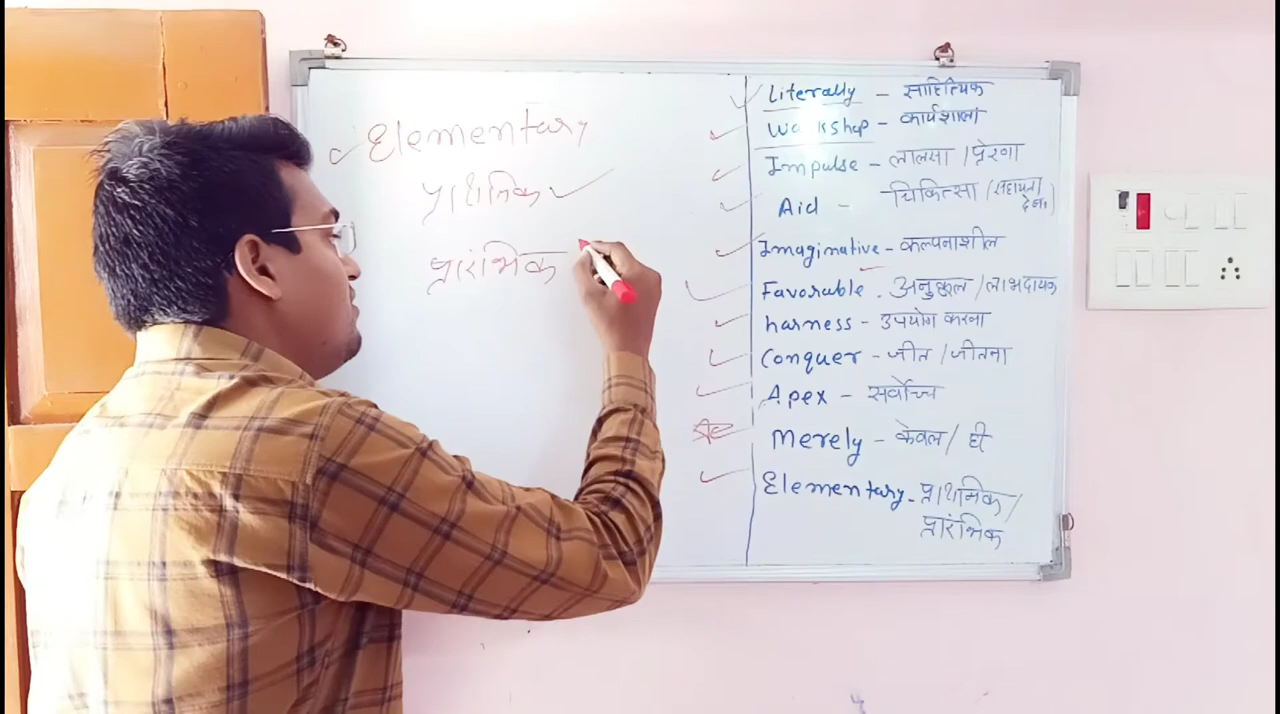 Elementary
प्राथमिक
प्रारंभिक
Literally - साहित्यिक
Workshop - कार्यशाला
Impulse - लालसा / प्रेरणा
Aid - चिकित्सा (सहायता देना)
Imaginative - कल्पनाशील
Favorable . अनुकूल / लाभदायक
harness - उपयोग करना
Conquer - जीत / जीतना
Apex - सर्वोच्च
Merely - केवल / ही
Elementary - प्राथमिक /
प्रारंभिक